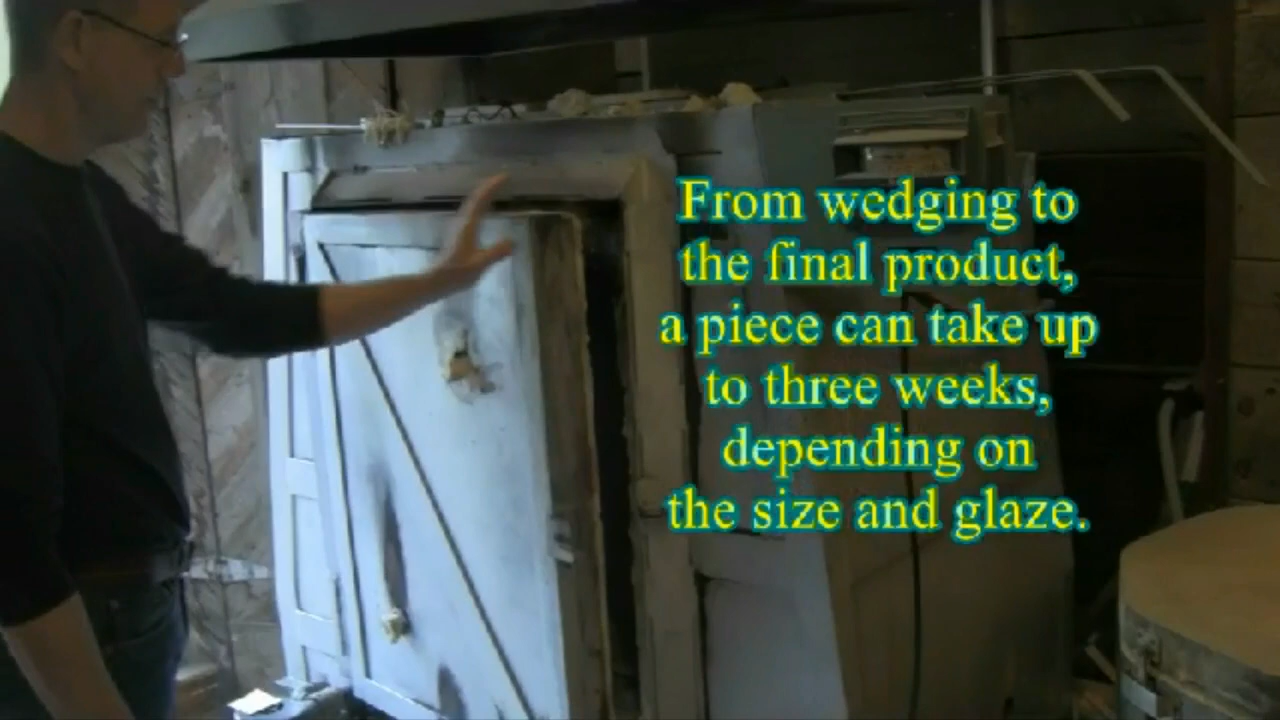 From wedging to
the final product,
a piece can take up
to three weeks,
depending on
the size and glaze.